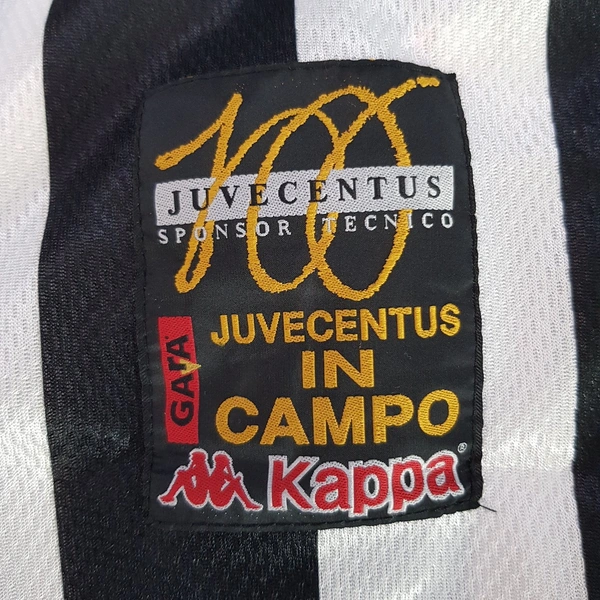 100
JUVECENTUS
SPONSOR TECNICO
JUVECENTUS
IN
CAMPO
GARA
Kappa®